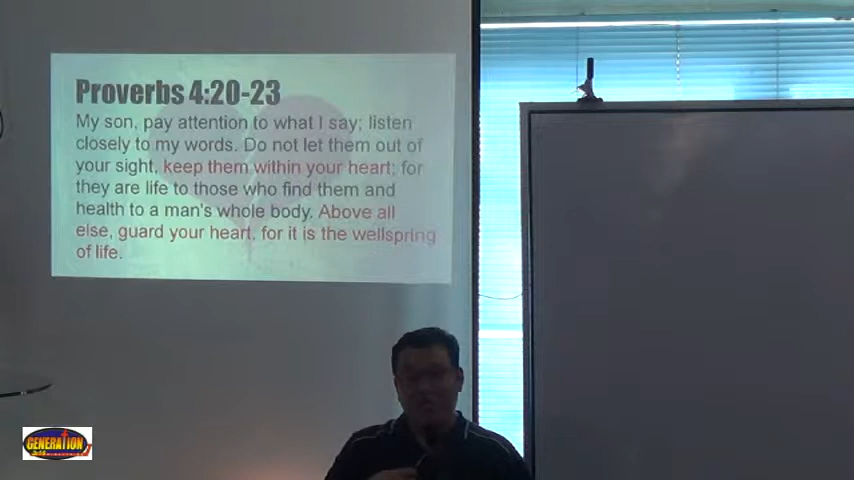 Proverbs 4:20-23
My son, pay attention to what I say; listen
closely to my words. Do not let them out of
your sight, keep them within your heart; for
they are life to those who find them and
health to a man's whole body. Above all
else, guard your heart, for it is the wellspring
of life.
GENERATION